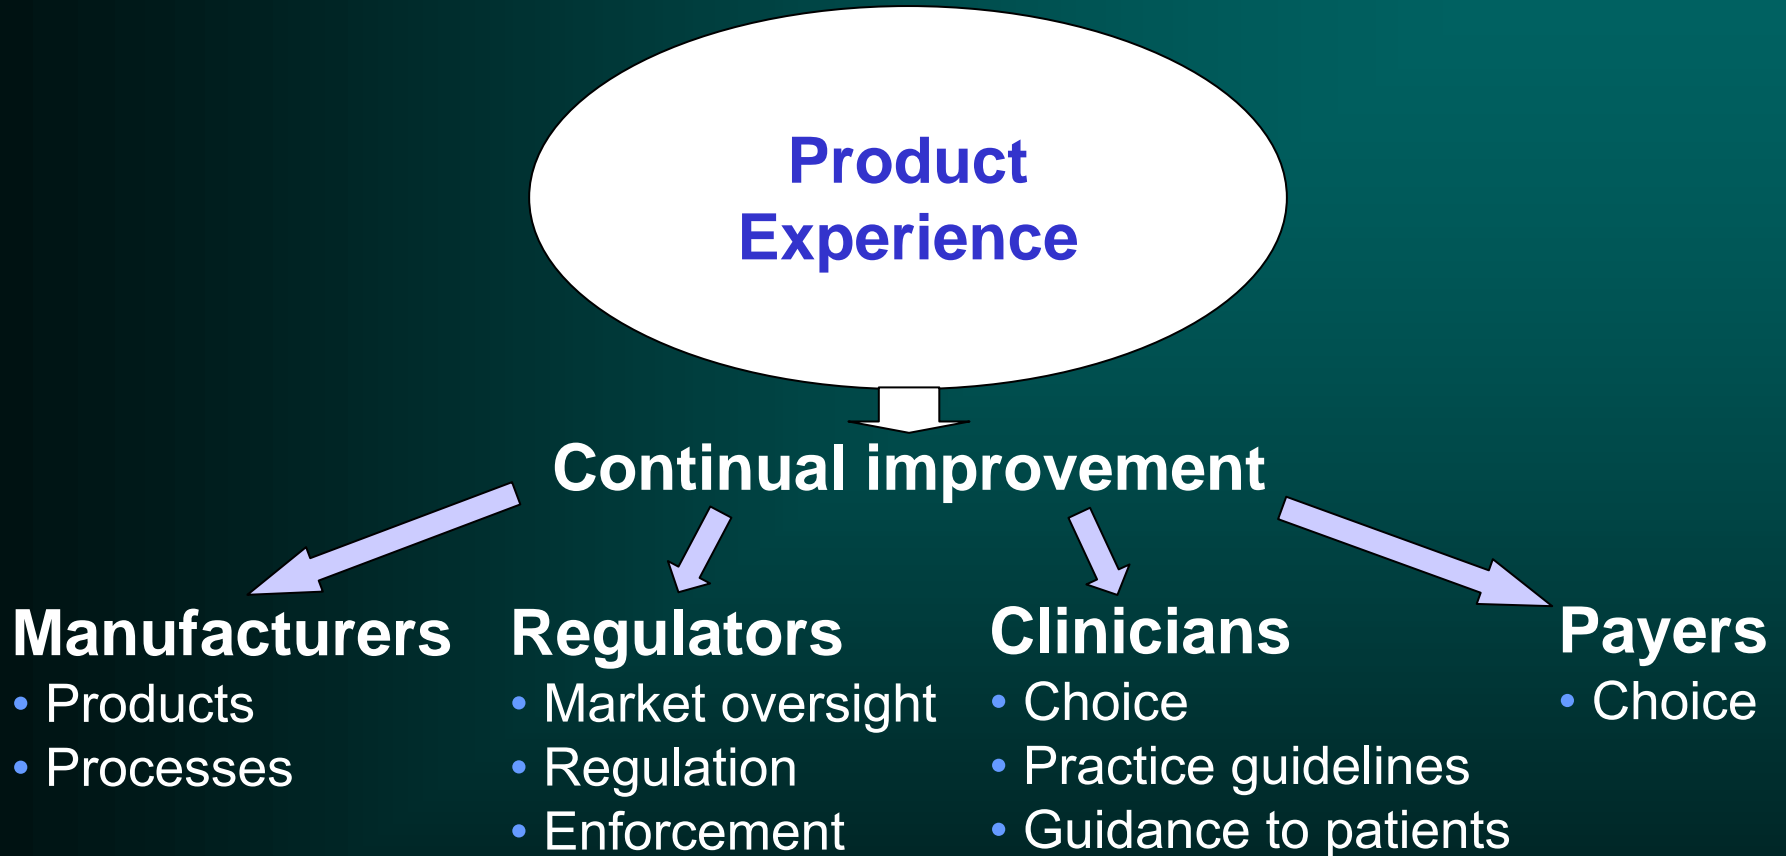 Product
Experience
Continual improvement
Manufacturers
• Products
• Processes
Regulators
• Market oversight
• Regulation
• Enforcement
Clinicians
• Choice
• Practice guidelines
• Guidance to patients
Payers
• Choice